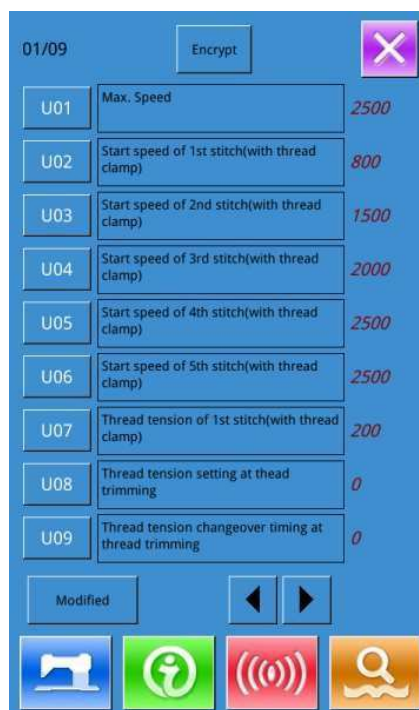 01/09 Encrypt
U01 Max. Speed 2500
U02 Start speed of 1st stitch(with thread
clamp) 800
U03 Start speed of 2nd stitch(with thread
clamp) 1500
U04 Start speed of 3rd stitch(with thread
clamp) 2000
U05 Start speed of 4th stitch(with thread
clamp) 2500
U06 Start speed of 5th stitch(with thread
clamp) 2500
U07 Thread tension of 1st stitch(with thread
clamp) 200
U08 Thread tension setting at thead
trimming 0
U09 Thread tension changeover timing at
thread trimming 0
Modified